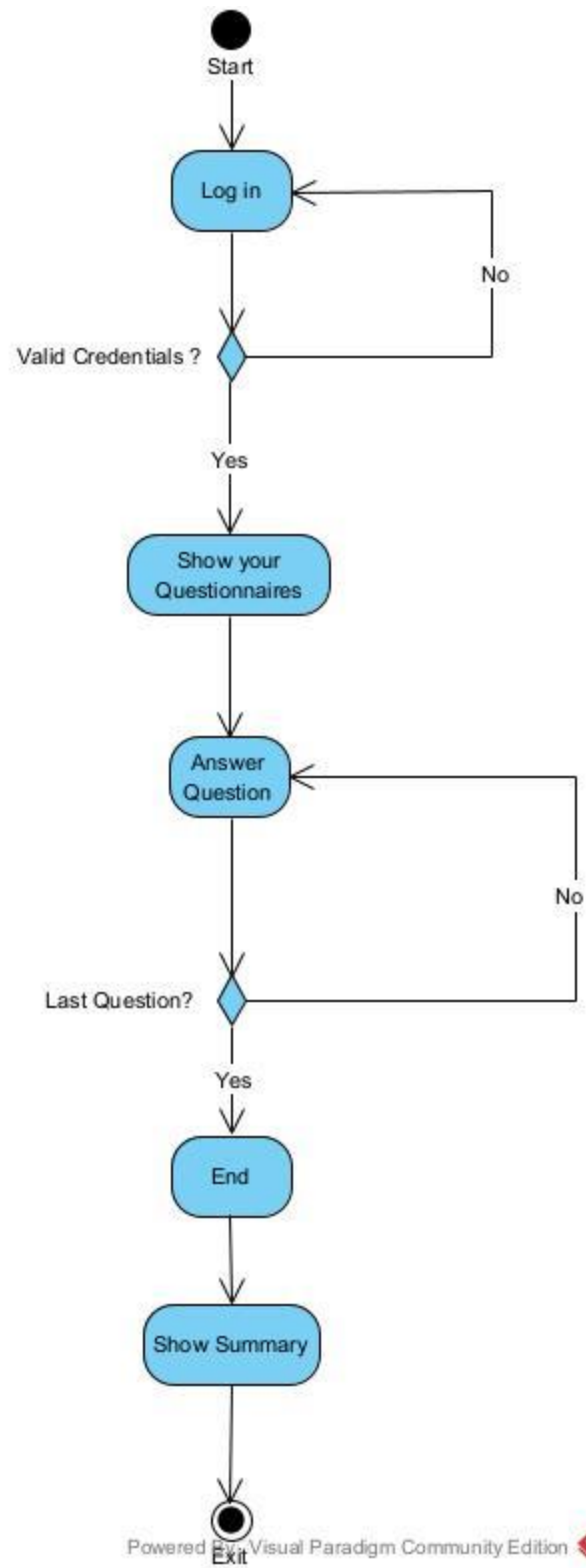 Start
Log in
No
Valid Credentials ?
Yes
Show your
Questionnaires
Answer
Question
No
Last Question?
Yes
End
Show Summary
Powered By: Visual Paradigm Community Edition
Exit